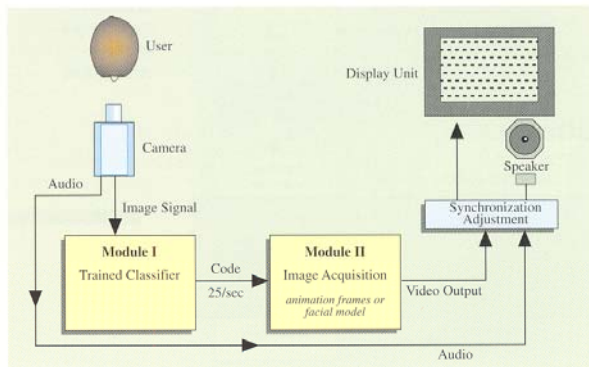 User
Display Unit
Camera
Speaker
Audio
Image Signal
Synchronization
Adjustment
Module I
Trained Classifier
Code
25/sec
Module II
Image Acquisition
animation frames or
facial model
Video Output
Audio